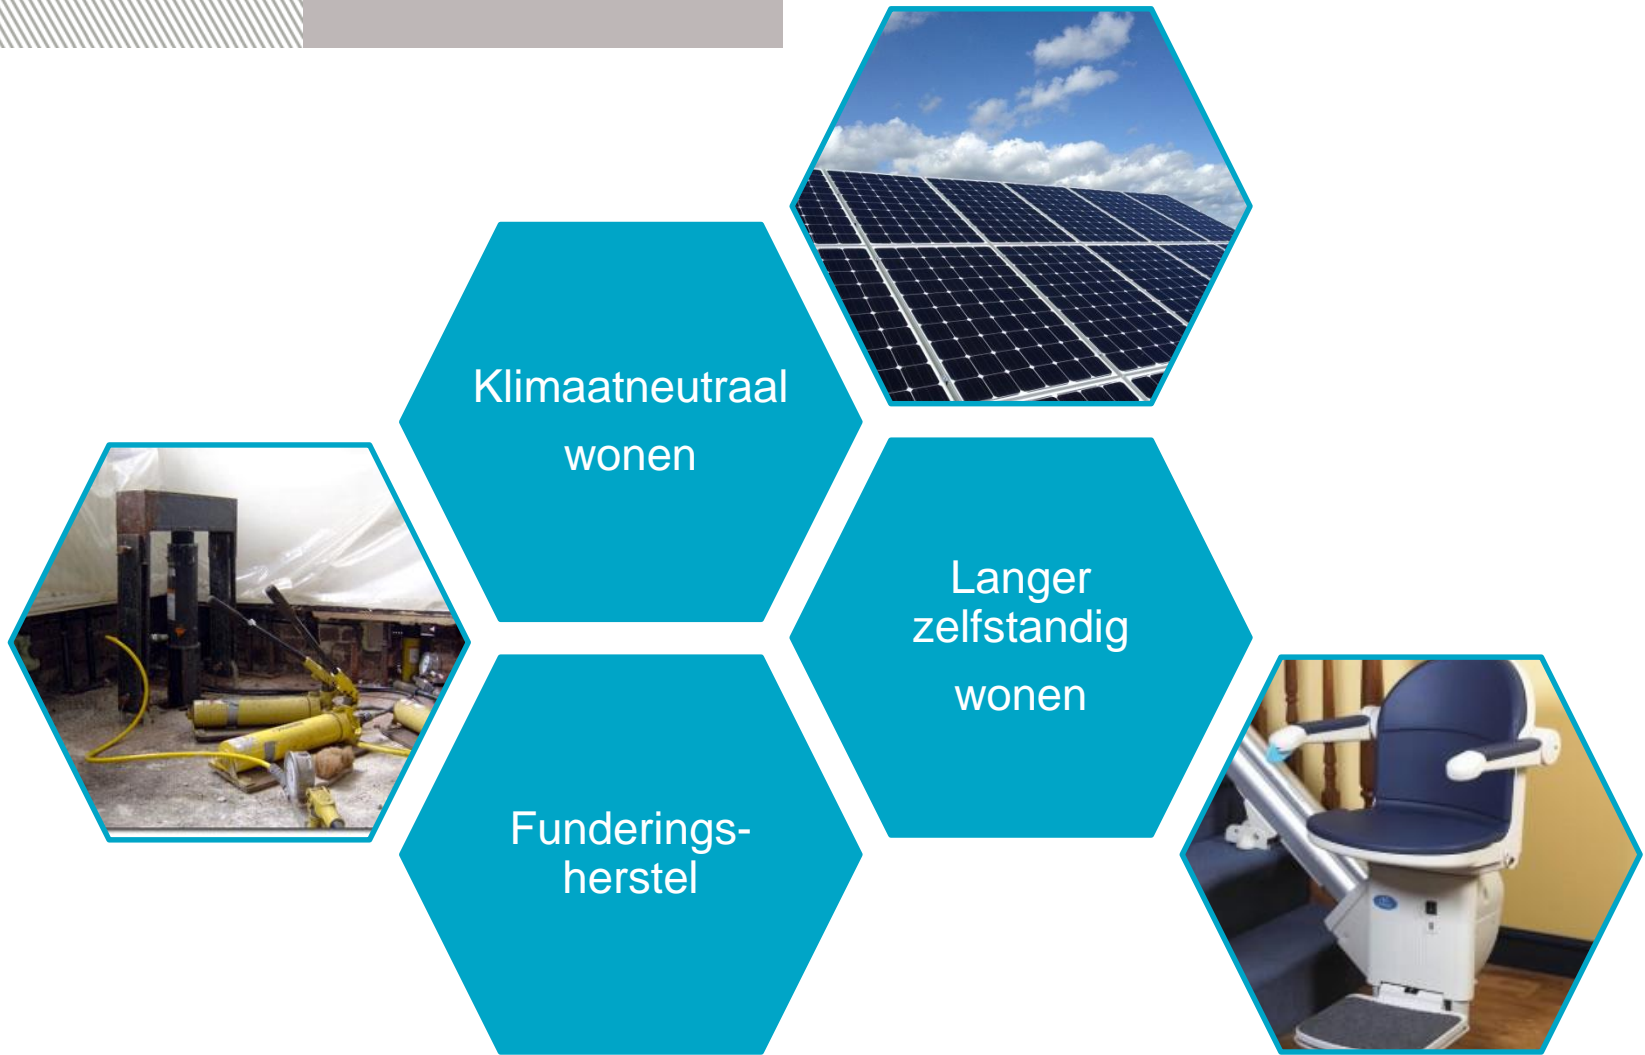 Klimaatneutraal
wonen
Langer
zelfstandig
wonen
Funderings-
herstel